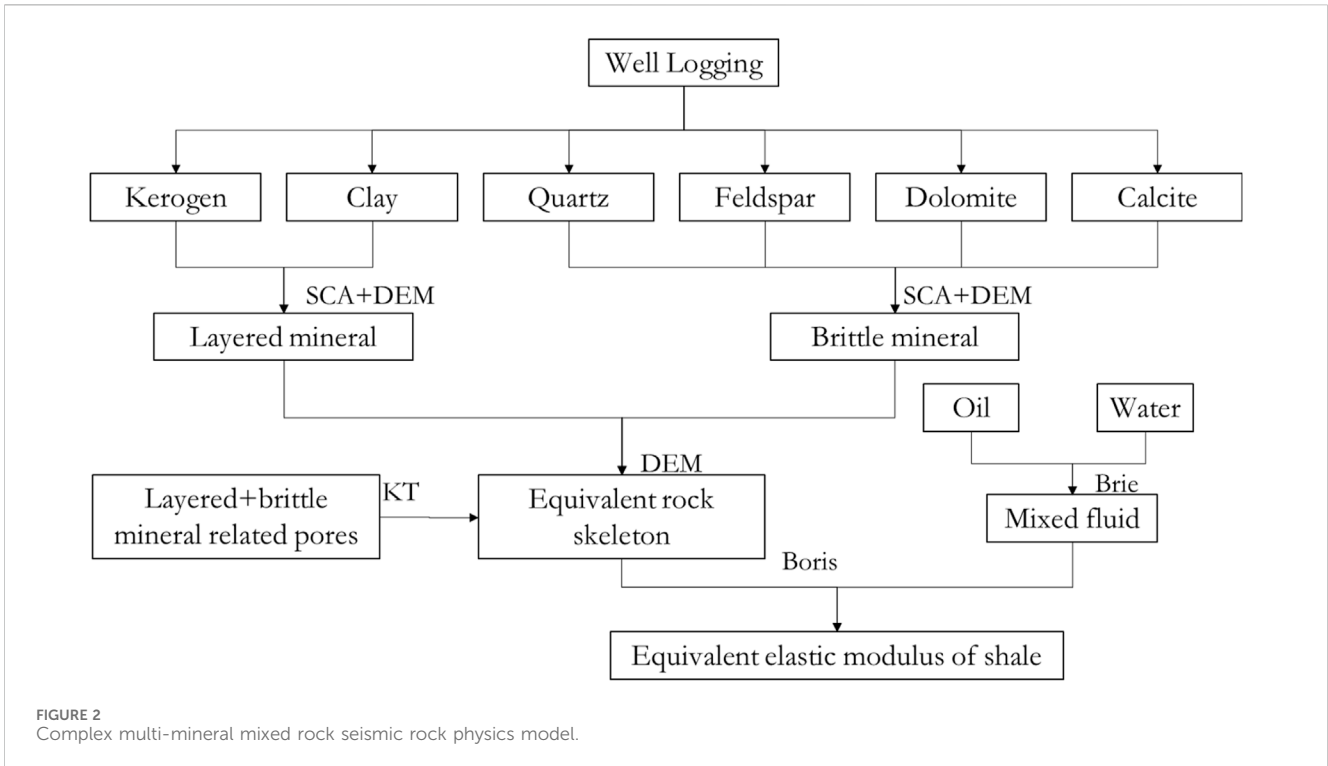 Well Logging
Kerogen
Clay
Quartz
Feldspar
Dolomite
Calcite
SCA+DEM
SCA+DEM
Layered mineral
Brittle mineral
Oil
Water
DEM
Brie
Layered+brittle
mineral related pores
KT
Equivalent rock
skeleton
Mixed fluid
Boris
Equivalent elastic modulus of shale
FIGURE 2
Complex multi-mineral mixed rock seismic rock physics model.